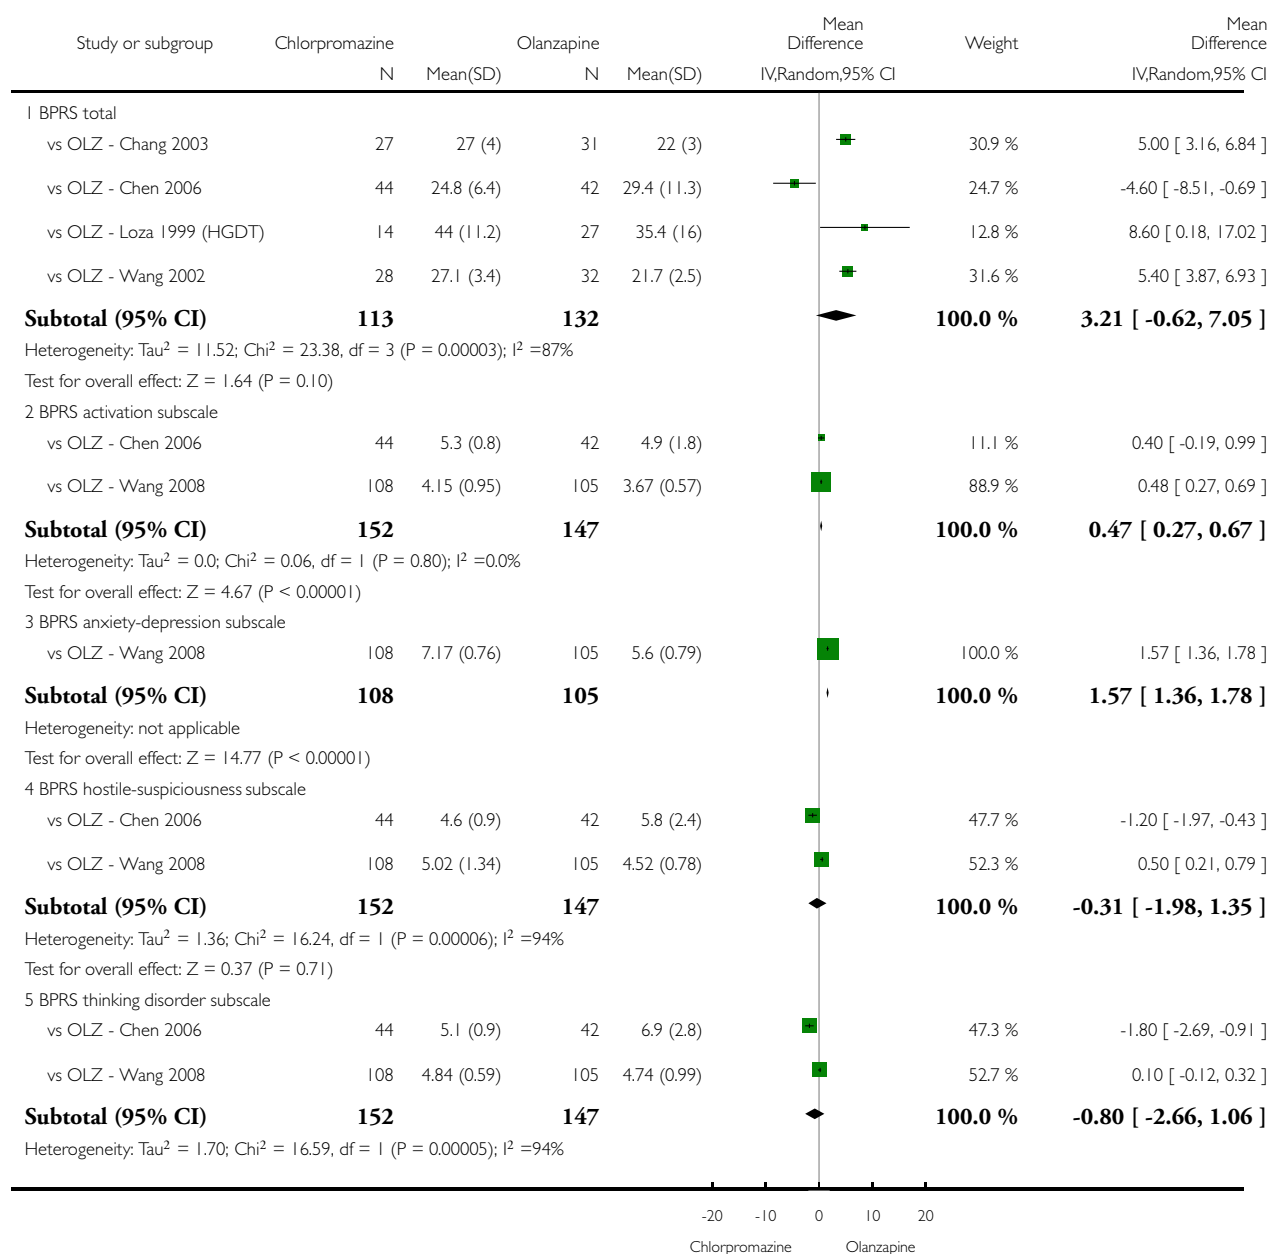 Study or subgroup Chlorpromazine Olanzapine Mean Difference Weight Mean Difference
N Mean(SD) N Mean(SD) IV,Random,95% CI IV,Random,95% CI
1 BPRS total
vs OLZ - Chang 2003 27 27 (4) 31 22 (3) 30.9 % 5.00 [ 3.16, 6.84 ]
vs OLZ - Chen 2006 44 24.8 (6.4) 42 29.4 (11.3) 24.7 % -4.60 [ -8.51, -0.69 ]
vs OLZ - Loza 1999 (HGDT) 14 44 (11.2) 27 35.4 (16) 12.8 % 8.60 [ 0.18, 17.02 ]
vs OLZ - Wang 2002 28 27.1 (3.4) 32 21.7 (2.5) 31.6 % 5.40 [ 3.87, 6.93 ]
Subtotal (95% CI) 113 132 100.0 % 3.21 [ -0.62, 7.05 ]
Heterogeneity: Tau² = 11.52; Chi² = 23.38, df = 3 (P = 0.00003); I² =87%
Test for overall effect: Z = 1.64 (P = 0.10)
2 BPRS activation subscale
vs OLZ - Chen 2006 44 5.3 (0.8) 42 4.9 (1.8) 11.1 % 0.40 [ -0.19, 0.99 ]
vs OLZ - Wang 2008 108 4.15 (0.95) 105 3.67 (0.57) 88.9 % 0.48 [ 0.27, 0.69 ]
Subtotal (95% CI) 152 147 100.0 % 0.47 [ 0.27, 0.67 ]
Heterogeneity: Tau² = 0.0; Chi² = 0.06, df = 1 (P = 0.80); I² =0.0%
Test for overall effect: Z = 4.67 (P < 0.00001)
3 BPRS anxiety-depression subscale
vs OLZ - Wang 2008 108 7.17 (0.76) 105 5.6 (0.79) 100.0 % 1.57 [ 1.36, 1.78 ]
Subtotal (95% CI) 108 105 100.0 % 1.57 [ 1.36, 1.78 ]
Heterogeneity: not applicable
Test for overall effect: Z = 14.77 (P < 0.00001)
4 BPRS hostile-suspiciousness subscale
vs OLZ - Chen 2006 44 4.6 (0.9) 42 5.8 (2.4) 47.7 % -1.20 [ -1.97, -0.43 ]
vs OLZ - Wang 2008 108 5.02 (1.34) 105 4.52 (0.78) 52.3 % 0.50 [ 0.21, 0.79 ]
Subtotal (95% CI) 152 147 100.0 % -0.31 [ -1.98, 1.35 ]
Heterogeneity: Tau² = 1.36; Chi² = 16.24, df = 1 (P = 0.00006); I² =94%
Test for overall effect: Z = 0.37 (P = 0.71)
5 BPRS thinking disorder subscale
vs OLZ - Chen 2006 44 5.1 (0.9) 42 6.9 (2.8) 47.3 % -1.80 [ -2.69, -0.91 ]
vs OLZ - Wang 2008 108 4.84 (0.59) 105 4.74 (0.99) 52.7 % 0.10 [ -0.12, 0.32 ]
Subtotal (95% CI) 152 147 100.0 % -0.80 [ -2.66, 1.06 ]
Heterogeneity: Tau² = 1.70; Chi² = 16.59, df = 1 (P = 0.00005); I² =94%
-20 -10 0 10 20
Chlorpromazine Olanzapine